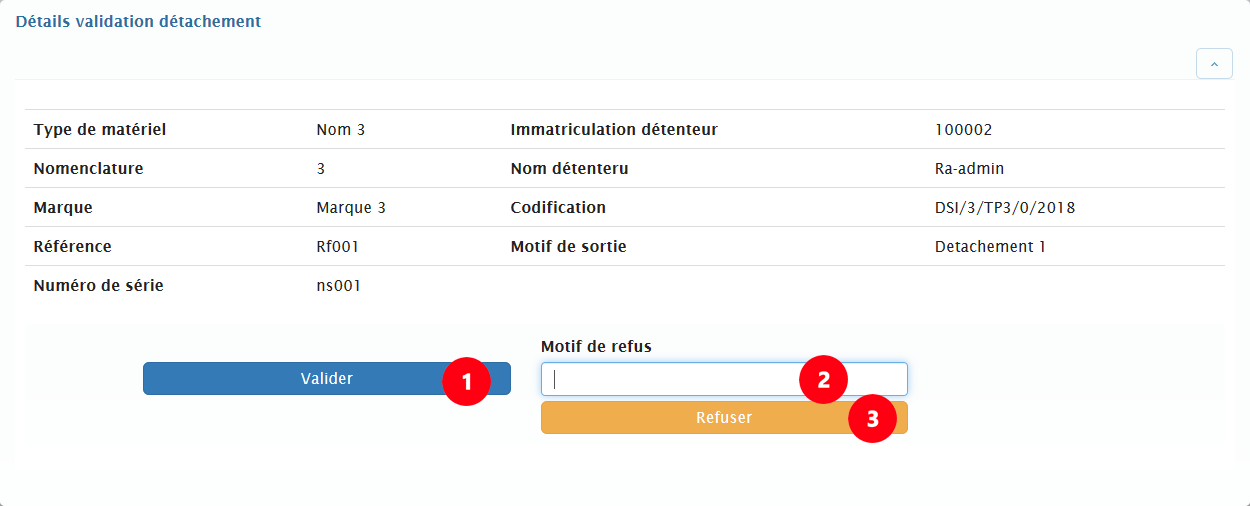 Détails validation détachement
Type de matériel Nom 3 Immatriculation détenteur 100002
Nomenclature 3 Nom détenteru Ra-admin
Marque Marque 3 Codification DSI/3/TP3/0/2018
Référence Rf001 Motif de sortie Detachement 1
Numéro de série ns001
Motif de refus
Valider 1 2
Refuser 3